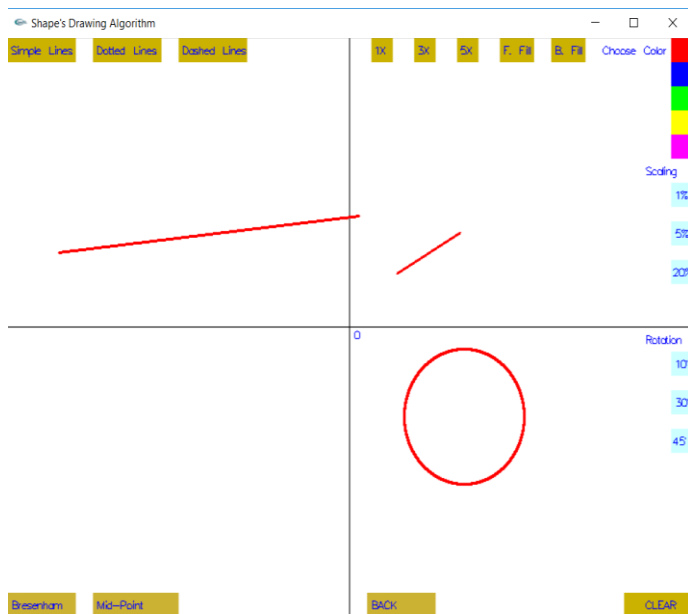 Shape's Drawing Algorithm
Simple Lines Dotted Lines Dashed Lines 1X 3X 5X F. Fill B. Fill Choose Color
Scaling
1%
5%
20%
0
Rotation
10'
30'
45'
Bresenham Mid-Point BACK CLEAR